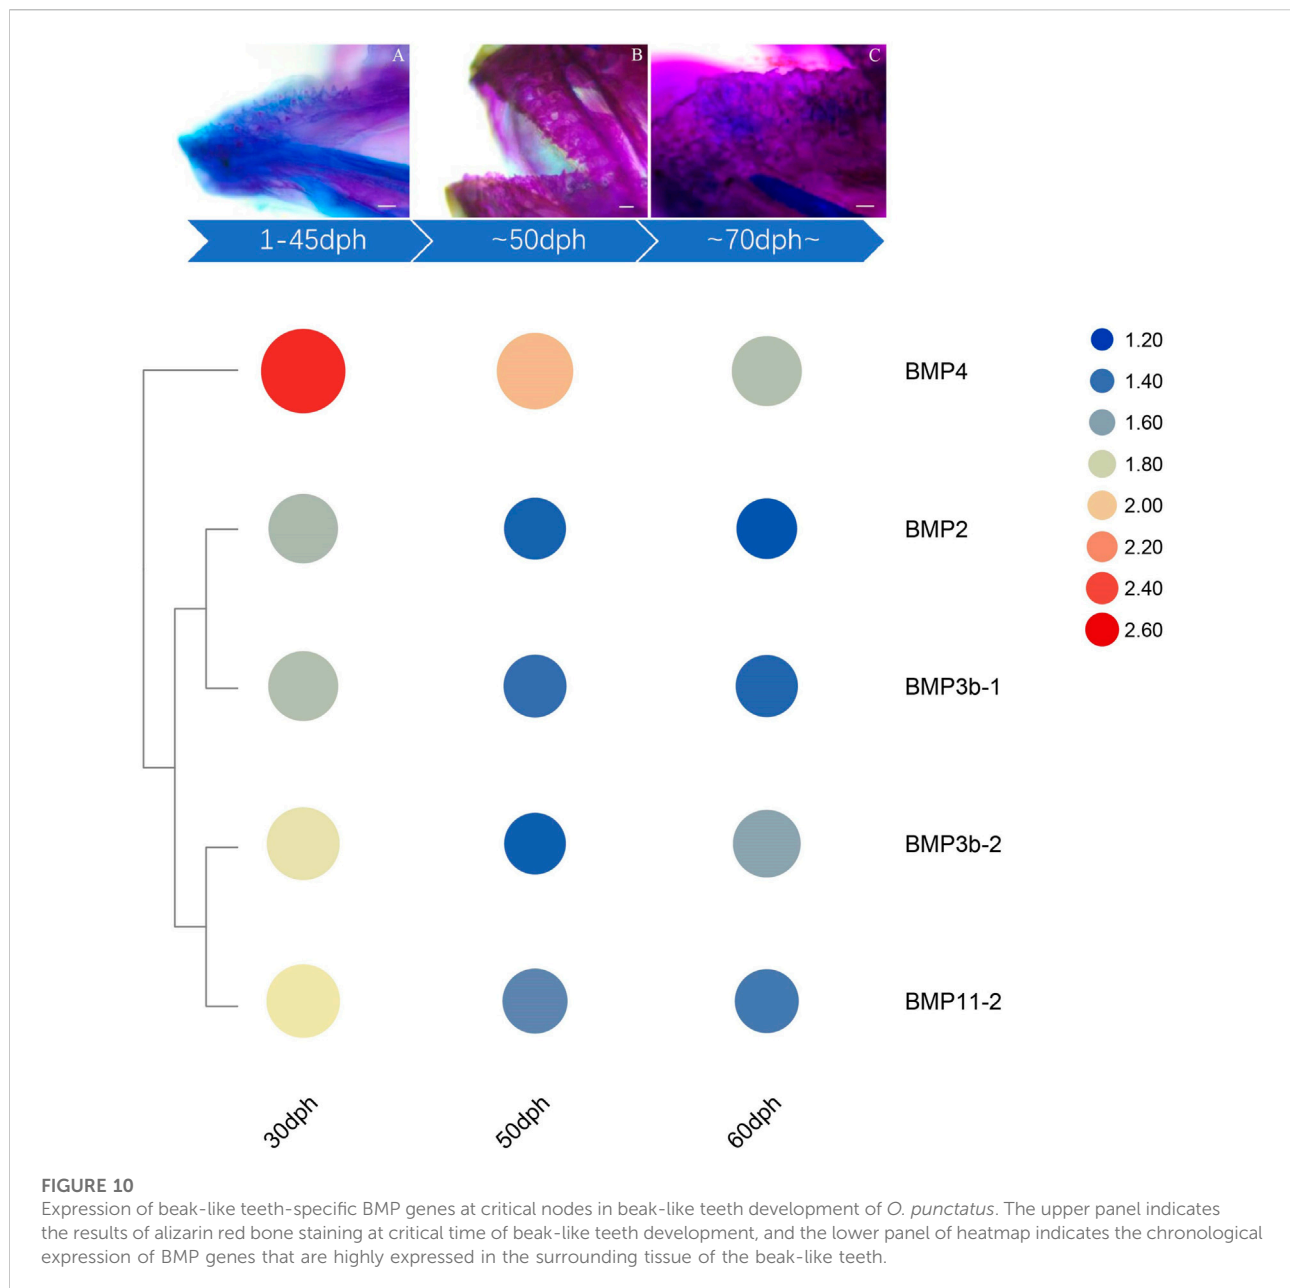 A
B
C
1-45dph
~50dph
~70dph~
BMP4
BMP2
BMP3b-1
BMP3b-2
BMP11-2
1.20
1.40
1.60
1.80
2.00
2.20
2.40
2.60
30dph
50dph
60dph
FIGURE 10
Expression of beak-like teeth-specific BMP genes at critical nodes in beak-like teeth development of O. punctatus. The upper panel indicates
the results of alizarin red bone staining at critical time of beak-like teeth development, and the lower panel of heatmap indicates the chronological
expression of BMP genes that are highly expressed in the surrounding tissue of the beak-like teeth.